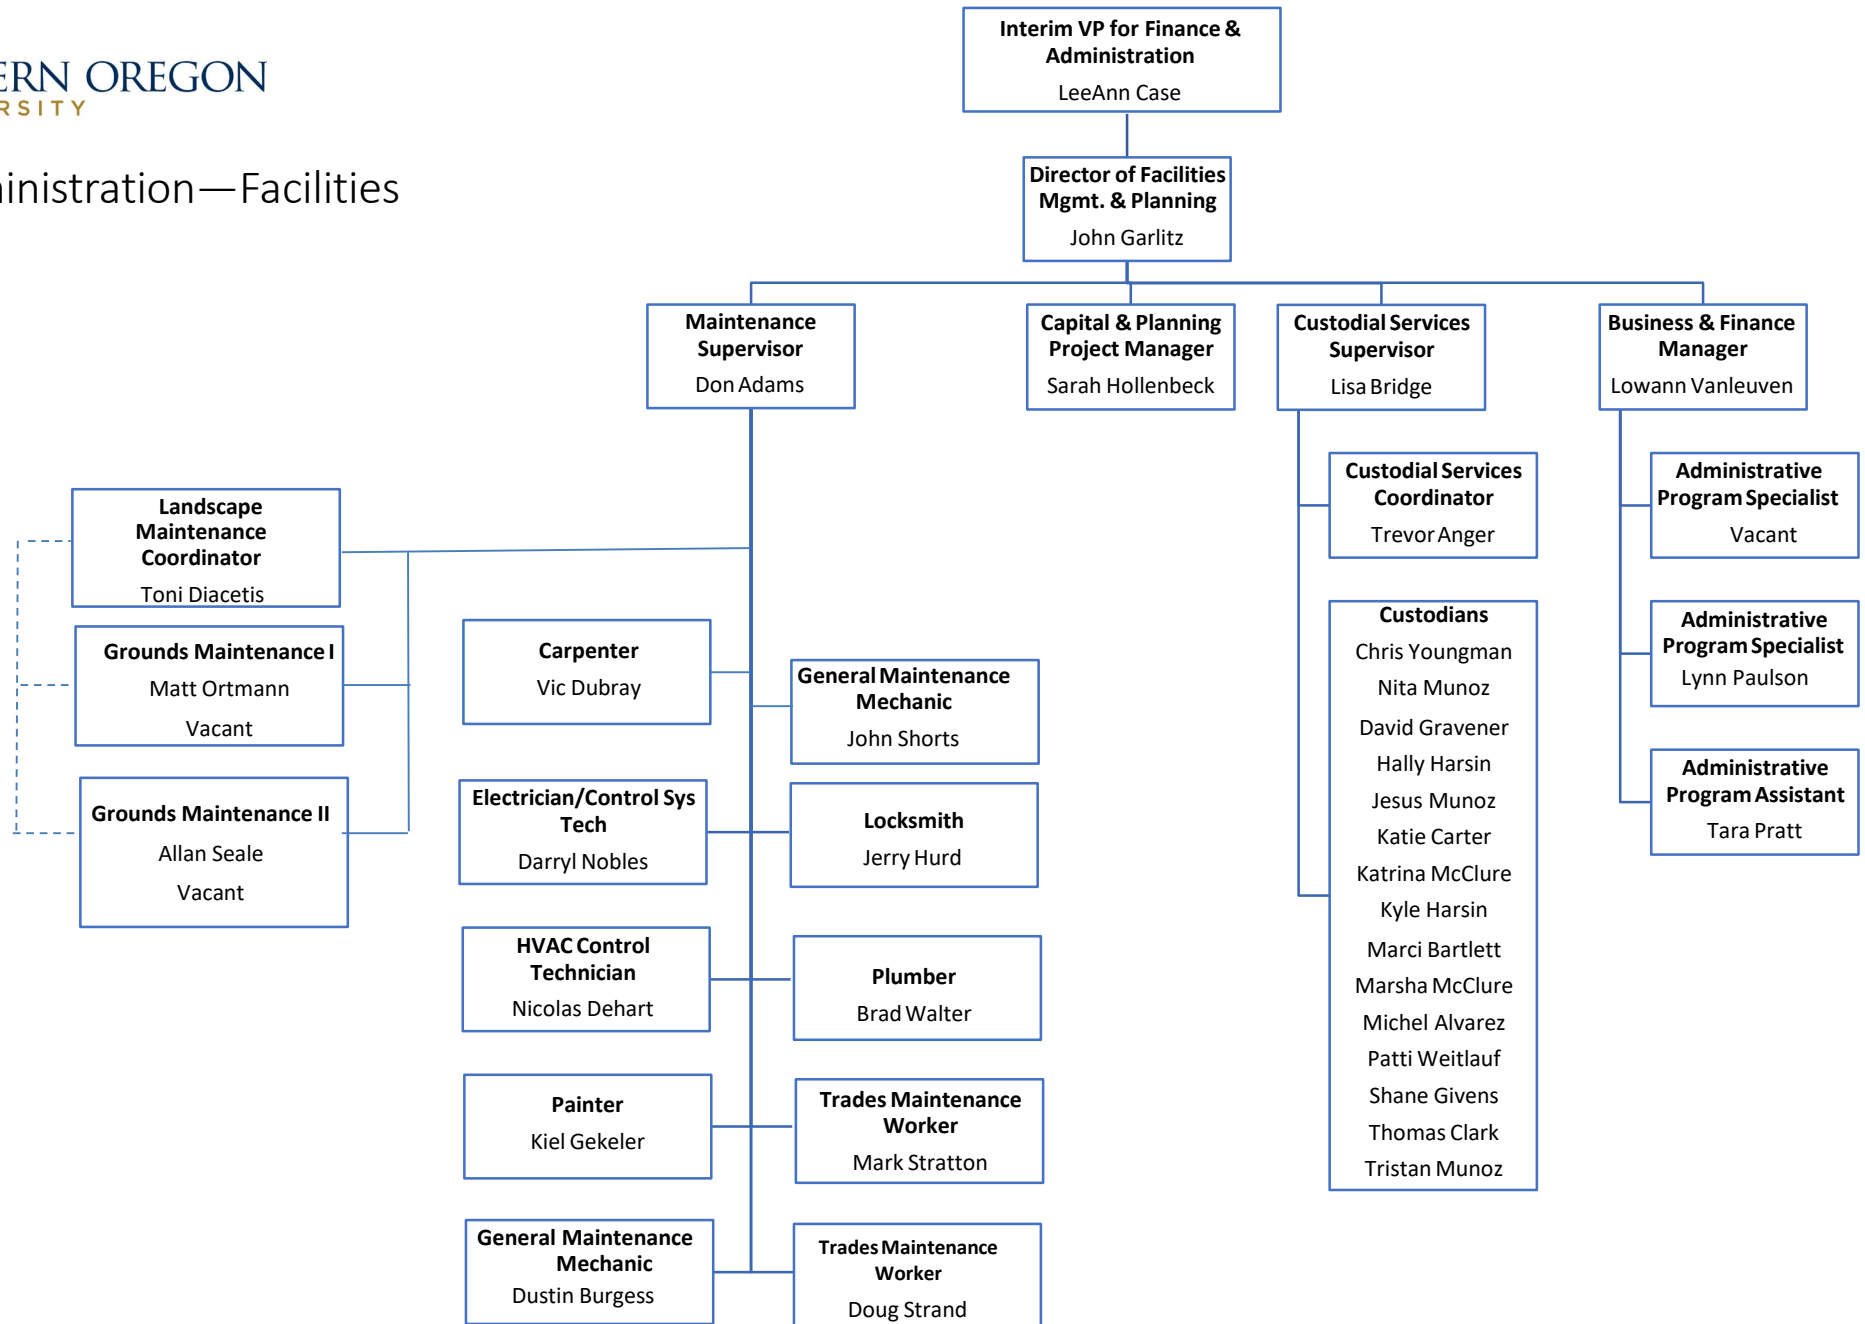 Interim VP for Finance &
Administration
LeeAnn Case
ERN OREGON
RSITY
inistration—Facilities
Director of Facilities
Mgmt. & Planning
John Garlitz
Maintenance
Supervisor
Don Adams
Capital & Planning
Project Manager
Sarah Hollenbeck
Custodial Services
Supervisor
Lisa Bridge
Business & Finance
Manager
Lowann Vanleuven
Landscape
Maintenance
Coordinator
Toni Diacetis
Grounds Maintenance I
Matt Ortmann
Vacant
Grounds Maintenance II
Allan Seale
Vacant
Carpenter
Vic Dubray
General Maintenance
Mechanic
John Shorts
Electrician/Control Sys
Tech
Darryl Nobles
Locksmith
Jerry Hurd
HVAC Control
Technician
Nicolas Dehart
Plumber
Brad Walter
Painter
Kiel Gekeler
Trades Maintenance
Worker
Mark Stratton
General Maintenance
Mechanic
Dustin Burgess
Trades Maintenance
Worker
Doug Strand
Custodial Services
Coordinator
Trevor Anger
Custodians
Chris Youngman
Nita Munoz
David Gravener
Hally Harsin
Jesus Munoz
Katie Carter
Katrina McClure
Kyle Harsin
Marci Bartlett
Marsha McClure
Michel Alvarez
Patti Weitlauf
Shane Givens
Thomas Clark
Tristan Munoz
Administrative
Program Specialist
Vacant
Administrative
Program Specialist
Lynn Paulson
Administrative
Program Assistant
Tara Pratt